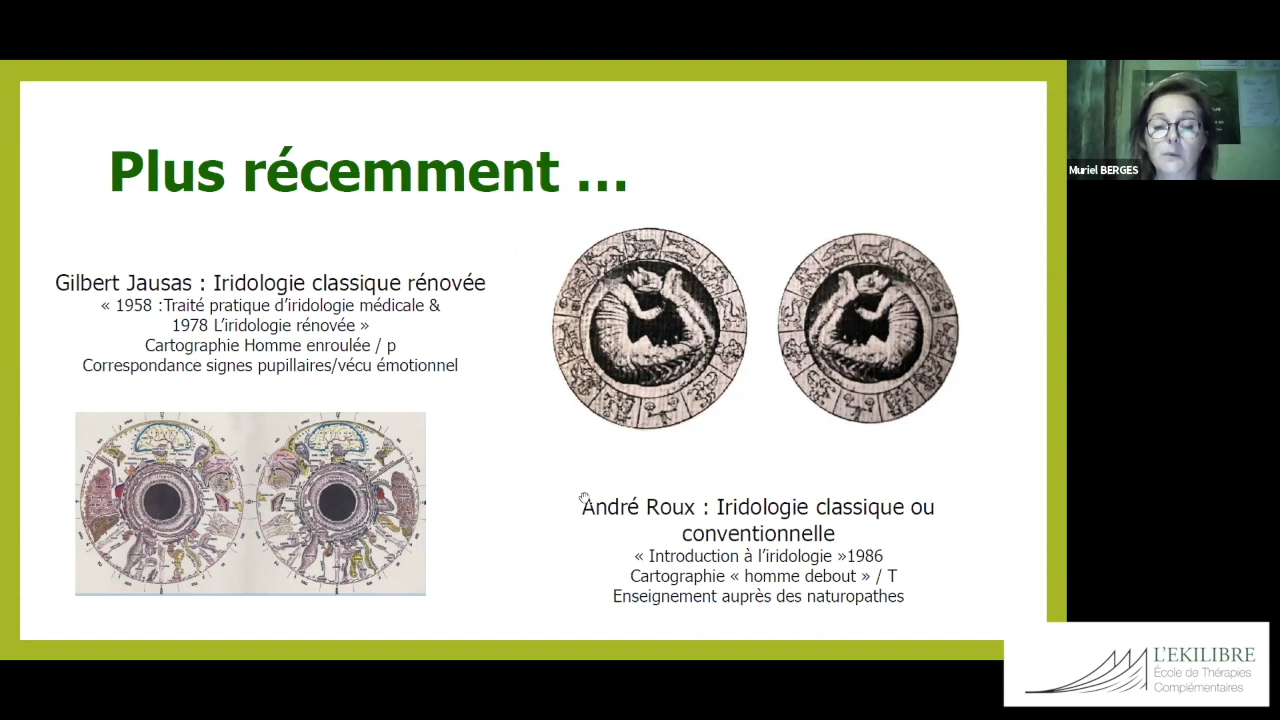 Plus récemment ...
Gilbert Jausas : Iridologie classique rénovée
« 1958 :Traité pratique d’iridologie médicale &
1978 L’iridologie rénovée »
Cartographie Homme enroulée / p
Correspondance signes pupillaires/vécu émotionnel
André Roux : Iridologie classique ou
conventionnelle
« Introduction à l’iridologie »1986
Cartographie « homme debout » / T
Enseignement auprès des naturopathes
Muriel BERGES
L’EKILIBRE
École de Thérapies
Complémentaires